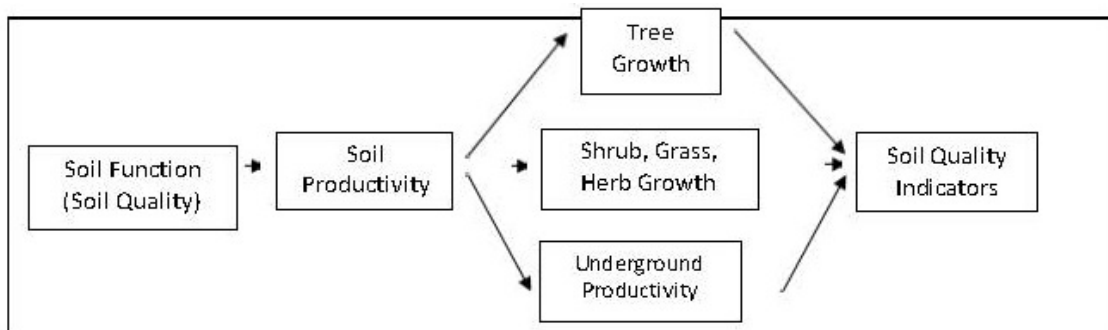 Tree
Growth
Soil Function
(Soil Quality)
Soil
Productivity
Shrub, Grass,
Herb Growth
Soil Quality
Indicators
Underground
Productivity